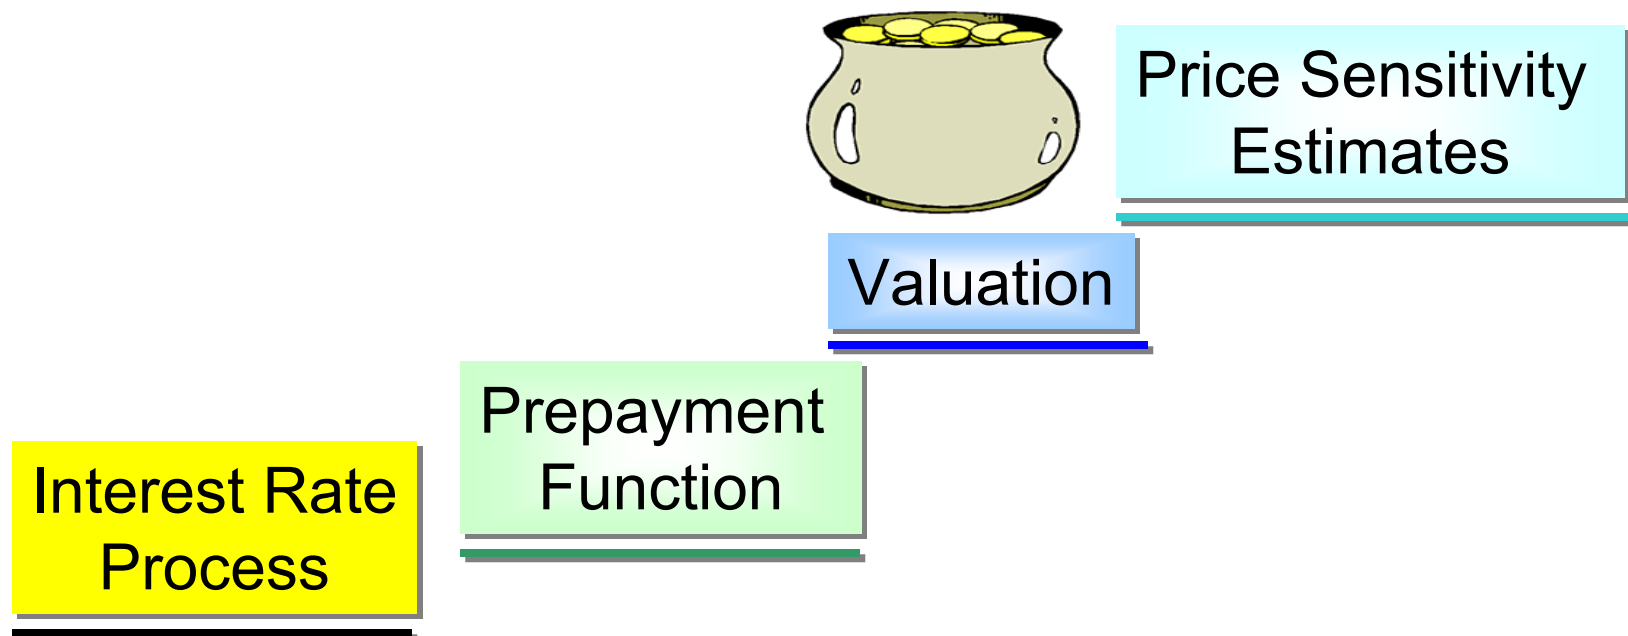 Price Sensitivity
Estimates
Valuation
Prepayment
Function
Interest Rate
Process